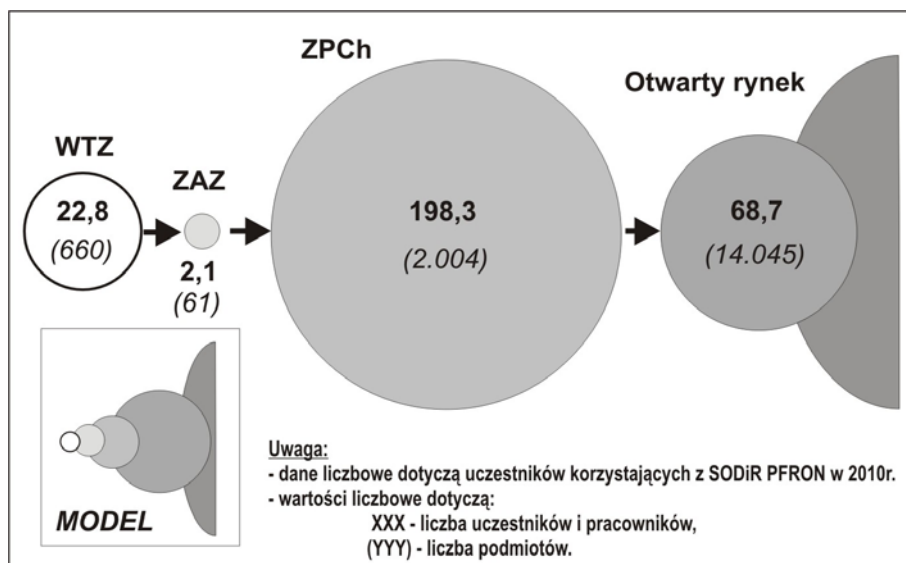 ZPCh
Otwarty rynek
WTZ
ZAZ
22,8
(660)
2,1
(61)
198,3
(2.004)
68,7
(14.045)
MODEL
Uwaga:
- dane liczbowe dotyczą uczestników korzystających z SODiR PFRON w 2010r.
- wartości liczbowe dotyczą:
XXX - liczba uczestników i pracowników,
(YYY) - liczba podmiotów.